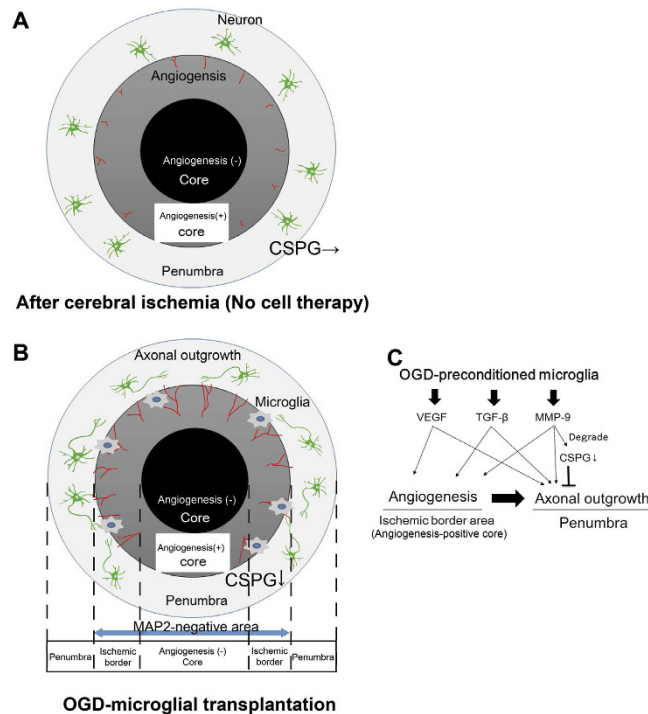 A
Neuron
Angiogensis
Angiogenesis (-)
Core
Angiogenesis(+)
core
CSPG→
Penumbra
After cerebral ischemia (No cell therapy)
B
Axonal outgrowth
Microglia
Angiogenesis (-)
Core
Angiogenesis(+)
core
CSPG↓
Penumbra
MAP2-negative area
Penumbra
Ischemic
border
Angiogenesis (-)
Core
Ischemic
border
Penumbra
OGD-microglial transplantation
C
OGD-preconditioned microglia
VEGF TGF-β MMP-9
Degrade
CSPG↓
Angiogenesis Axonal outgrowth
Ischemic border area
(Angiogenesis-positive core)
Penumbra